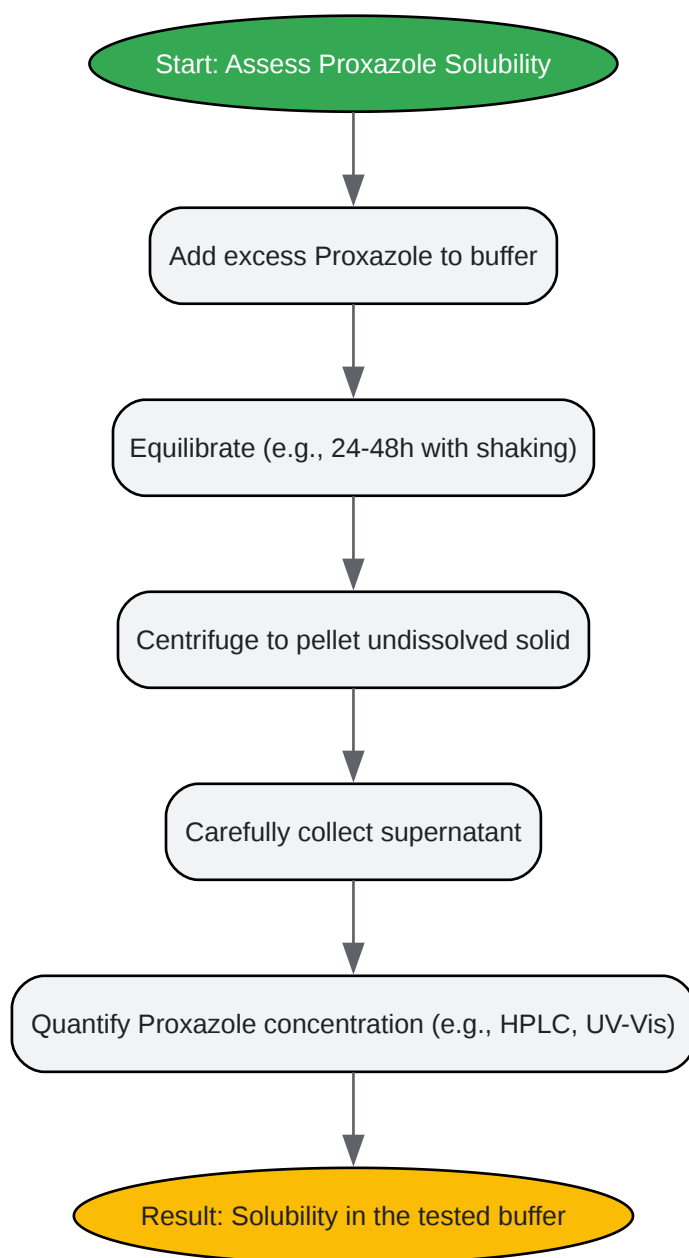 Start: Assess Proxazole Solubility
Add excess Proxazole to buffer
Equilibrate (e.g., 24-48h with shaking)
Centrifuge to pellet undissolved solid
Carefully collect supernatant
Quantify Proxazole concentration (e.g., HPLC, UV-Vis)
Result: Solubility in the tested buffer